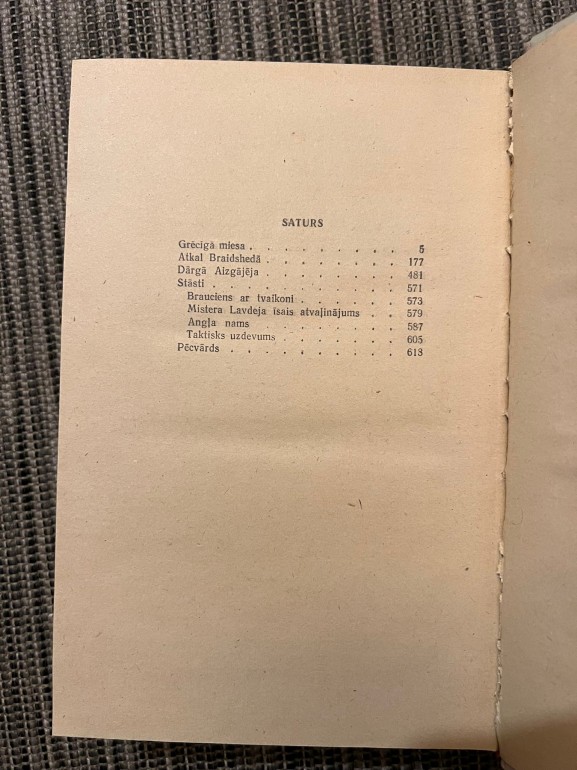 SATURS
Grēcīgā miesa . . . . . . . . . 5
Atkal Braidshedā . . . . . . . . 177
Dārgā Aizgājēja . . . . . . . . 481
Stāsti . . . . . . . . . . . 571
Brauciens ar tvaikoni . . . . . . 573
Mistera Lavdeja īsais atvaļinājums . . 579
Angļa nams . . . . . . . . . 587
Taktisks uzdevums . . . . . . . 605
Pēcvārds . . . . . . . . . . 613